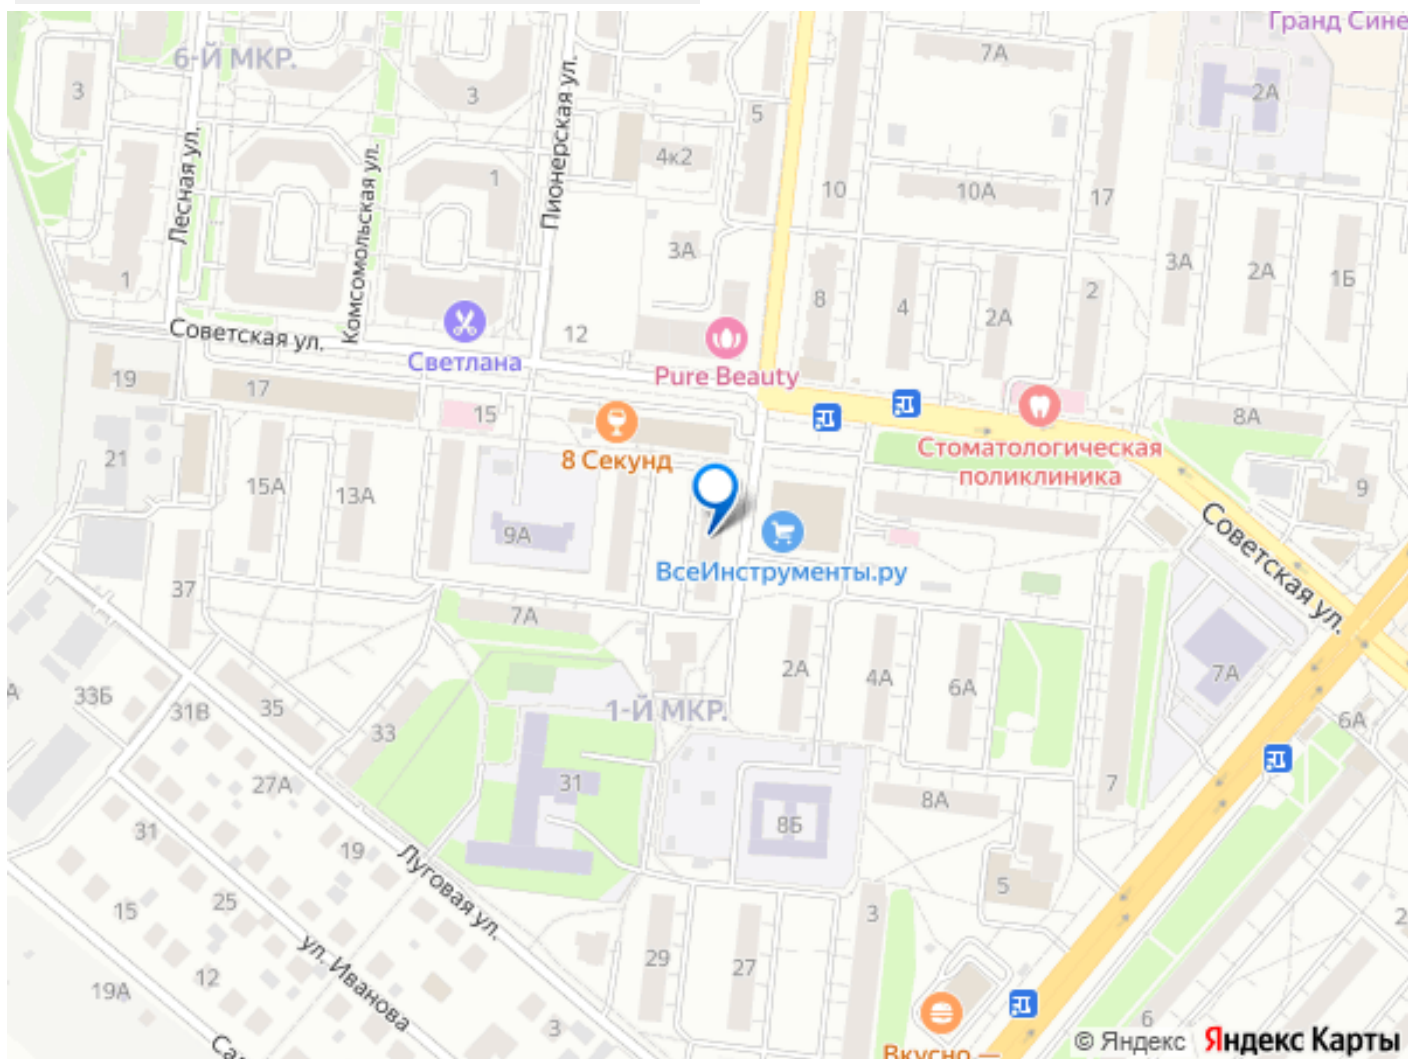 Гранд Сине
6-Й МКР.
7А
3
3
5
2А
Лесная ул.
Комсомольская ул.
Пионерская ул.
4к2
1
10
10А
17
3А
3А
2А
1Б
1
8
4
2А
2
12
Советская ул.
Светлана
Pure Beauty
19
17
15
8А
8 Секунд
Стоматологическая
поликлиника
21
15А
13А
9А
9
Советская ул.
ВсеИнструменты.ру
37
7А
2А
4А
6А
7А
А
33Б
31В
35
33
1-Й МКР.
6А
27А
31
7
8А
8Б
31
19
Луговая ул.
5
15
25
3
2
ул. Иванова
29
27
12
19А
3
6
Вкусно —
© Яндекс Яндекс Карты